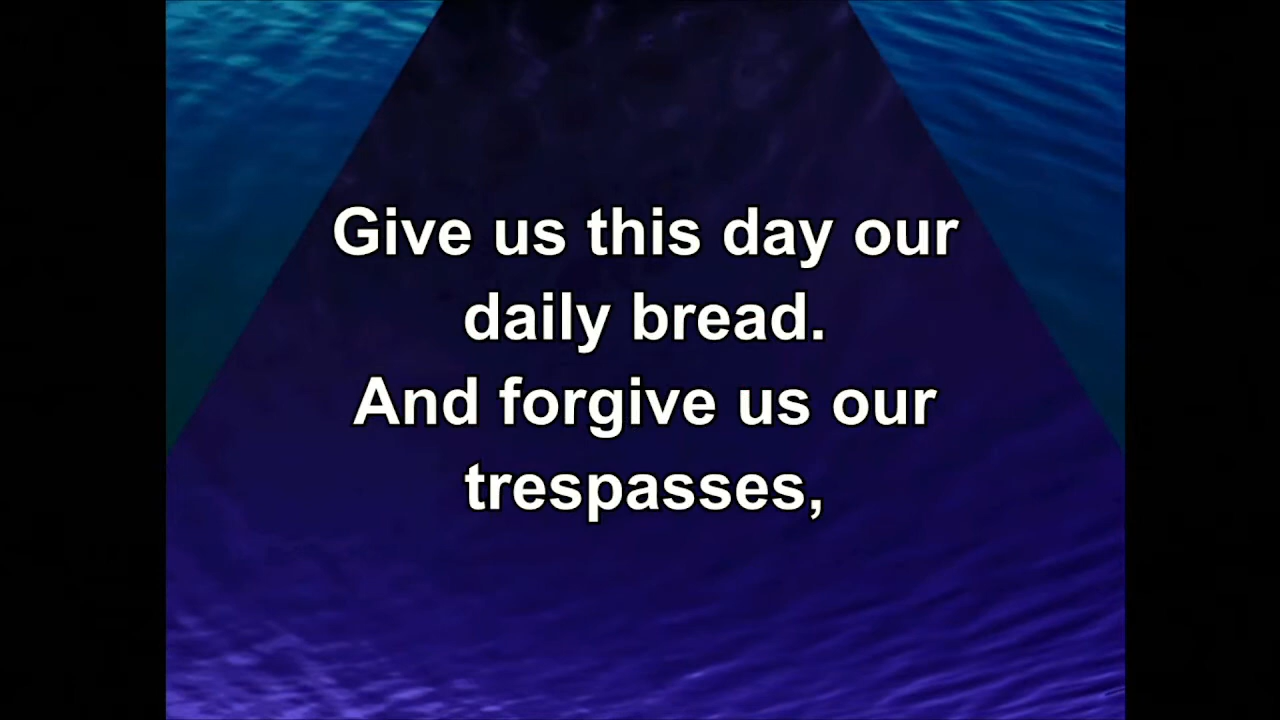 Give us this day our
daily bread.
And forgive us our
trespasses,